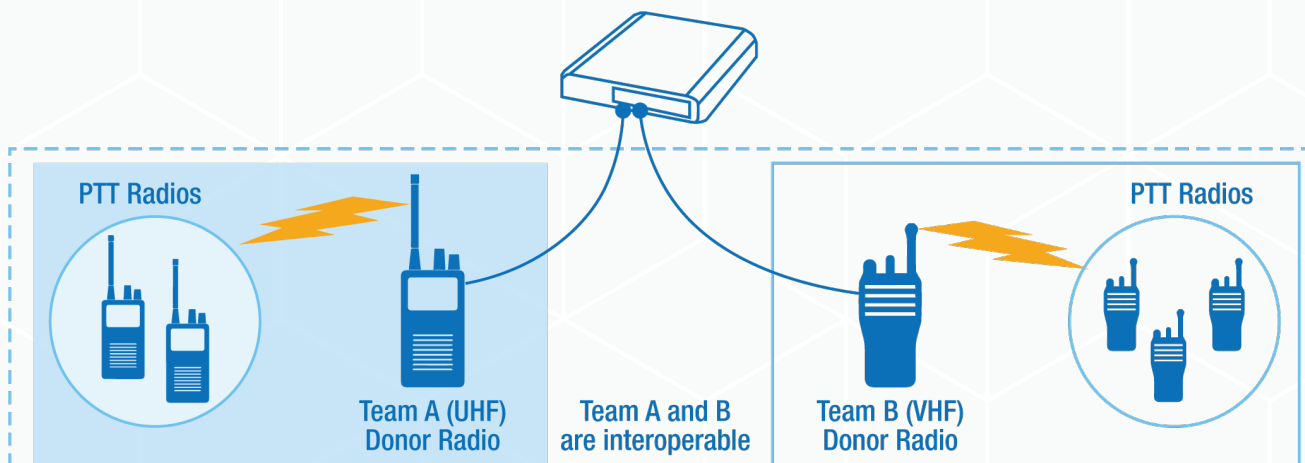 PTT Radios
PTT Radios
Team A (UHF)
Donor Radio
Team A and B
are interoperable
Team B (VHF)
Donor Radio